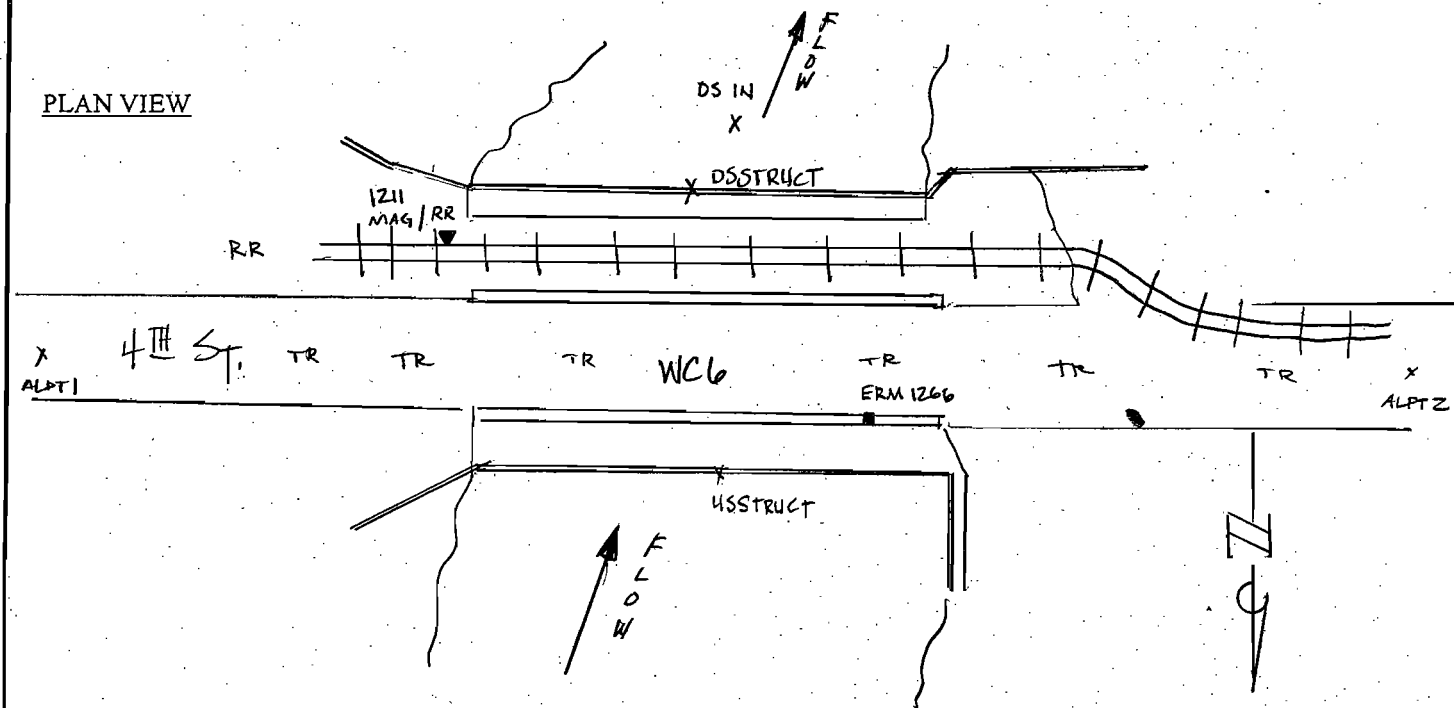 PLAN VIEW
FLOW
DS IN
X
X DSSTRUCT
1211
MAG/RR
RR
4TH ST.
TR
TR
TR
WC6
TR
TR
TR
X
ALPT1
ERM 1266
X
ALPT2
X
USSTRUCT
FLOW
N